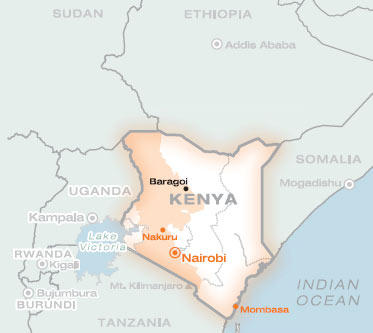 SUDAN
ETHIOPIA
Addis Ababa
SOMALIA
Baragoi
Mogadishu
UGANDA
KENYA
Kampala
Lake
Victoria
Nakuru
RWANDA
Nairobi
Kigali
Mt. Kilimanjaro
INDIAN
OCEAN
Bujumbura
BURUNDI
Mombasa
TANZANIA